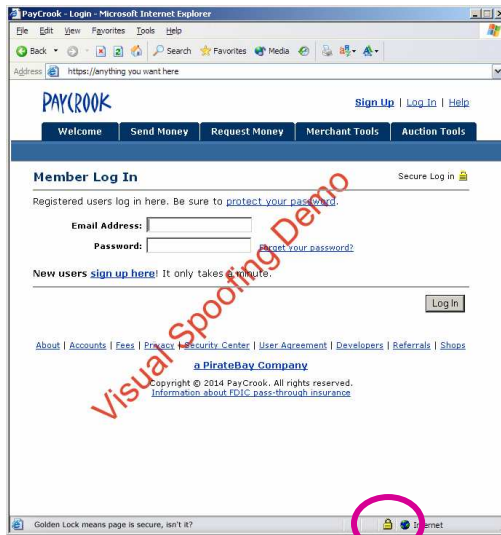 PayCrook - Login - Microsoft Internet Explorer
File Edit View Favorites Tools Help
Back Search Favorites Media
Address https://anything you want here
PAYCROOK
Sign Up | Log In | Help
Welcome Send Money Request Money Merchant Tools Auction Tools
Member Log In Secure Log in
Registered users log in here. Be sure to protect your password.
Email Address:
Password: Forget your password?
New users sign up here! It only takes a minute.
Log In
About | Accounts | Fees | Privacy | Security Center | User Agreement | Developers | Referrals | Shops
a PirateBay Company
Copyright © 2014 PayCrook. All rights reserved.
Information about FDIC pass-through insurance
Visual Spoofing Demo
Golden Lock means page is secure, isn't it? Internet